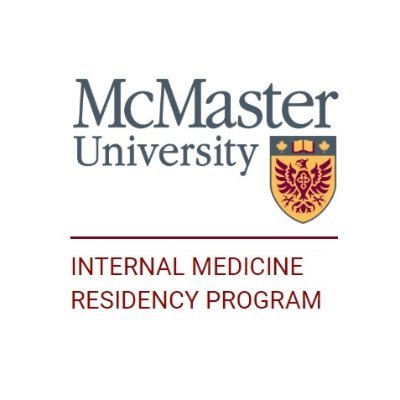 McMaster
University
INTERNAL MEDICINE
RESIDENCY PROGRAM